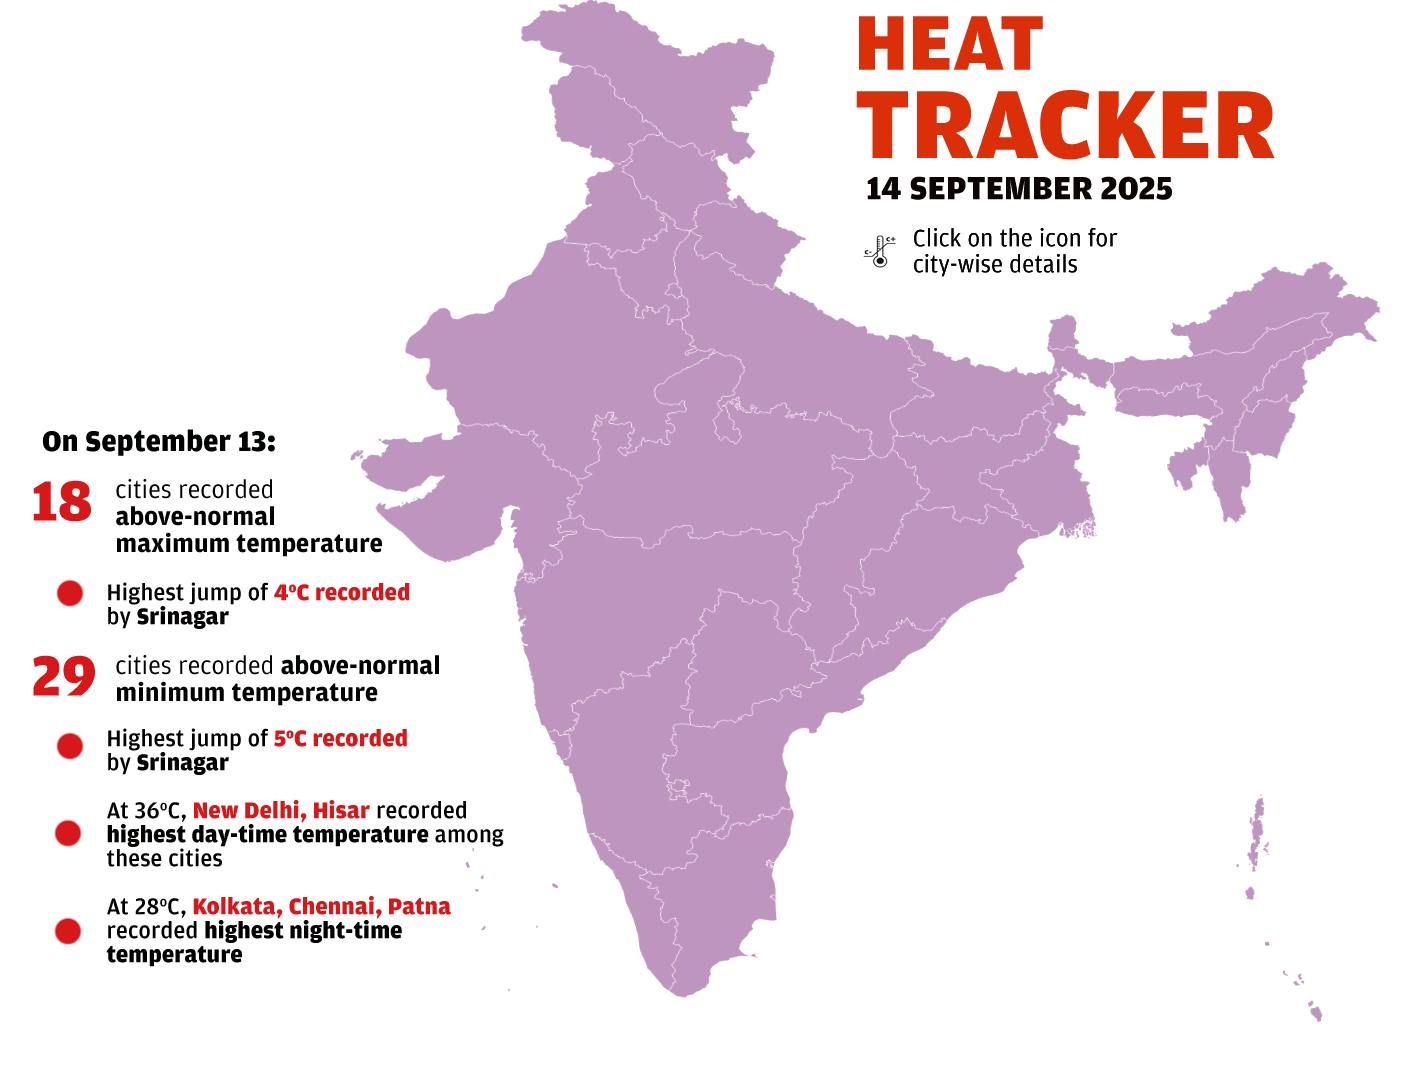 HEAT
TRACKER
14 SEPTEMBER 2025
C-
C+
Click on the icon for
city-wise details
On September 13:
18
cities recorded
above-normal
maximum temperature
Highest jump of 4ºC recorded
by Srinagar
29
cities recorded above-normal
minimum temperature
Highest jump of 5ºC recorded
by Srinagar
At 36ºC, New Delhi, Hisar recorded
highest day-time temperature among
these cities
At 28ºC, Kolkata, Chennai, Patna
recorded highest night-time
temperature